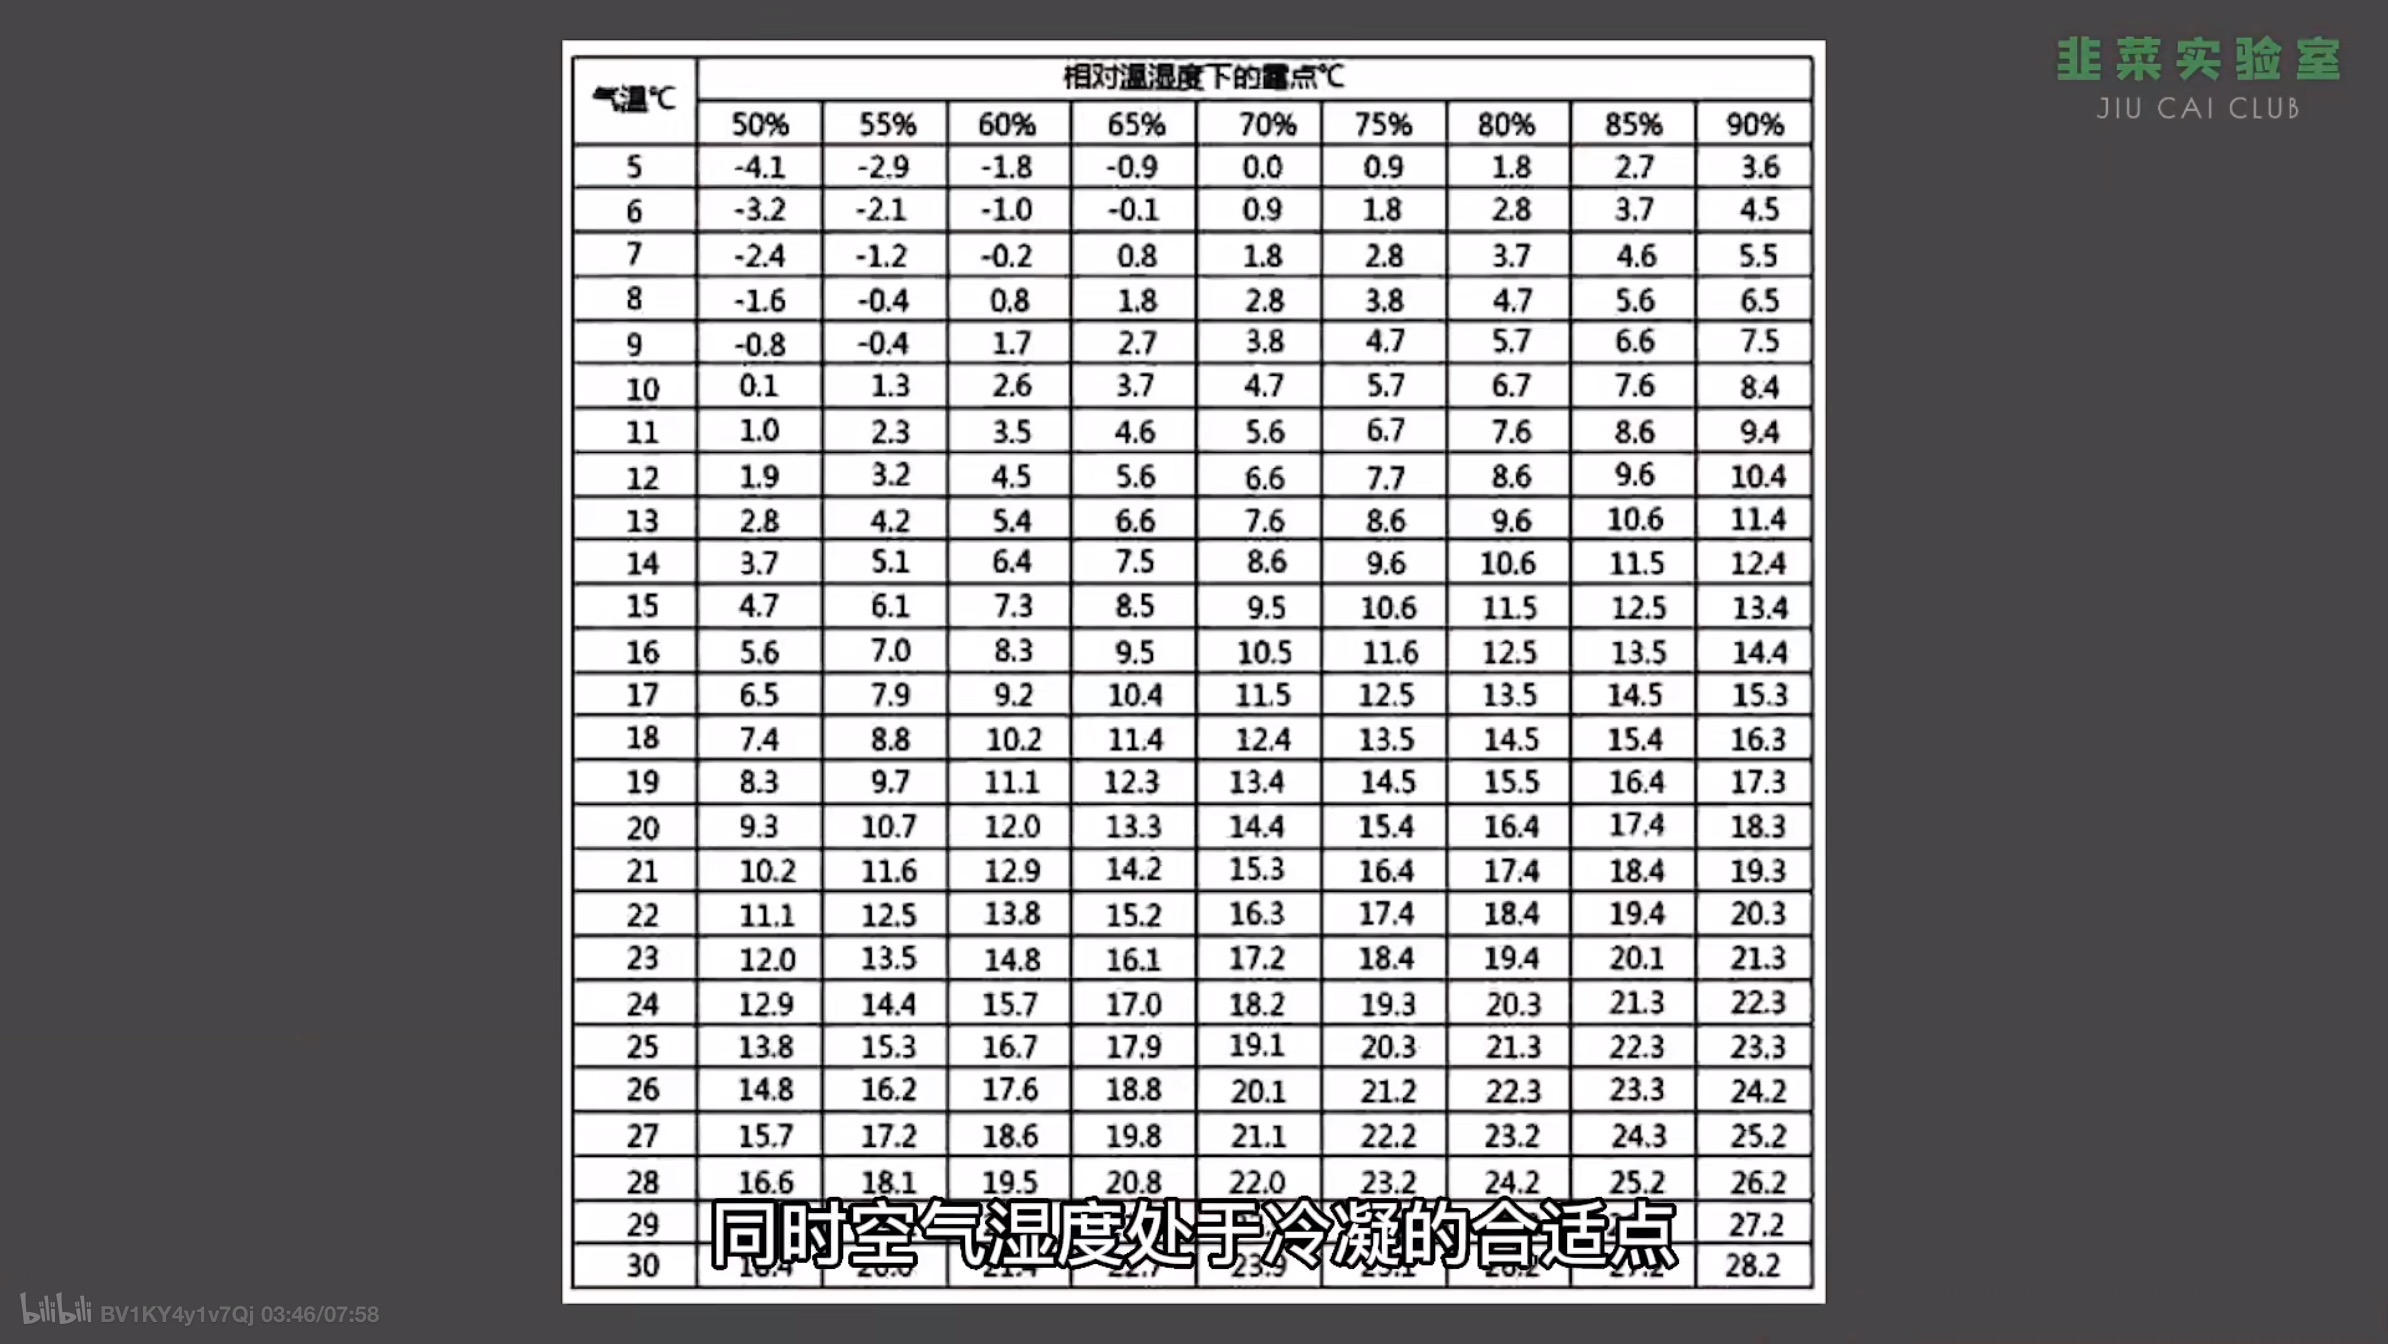 韭菜实验室
JIU CAI CLUB
气温℃ 相对温湿度下的露点℃
50% 55% 60% 65% 70% 75% 80% 85% 90%
5 -4.1 -2.9 -1.8 -0.9 0.0 0.9 1.8 2.7 3.6
6 -3.2 -2.1 -1.0 -0.1 0.9 1.8 2.8 3.7 4.5
7 -2.4 -1.2 -0.2 0.8 1.8 2.8 3.7 4.6 5.5
8 -1.6 -0.4 0.8 1.8 2.8 3.8 4.7 5.6 6.5
9 -0.8 -0.4 1.7 2.7 3.8 4.7 5.7 6.6 7.5
10 0.1 1.3 2.6 3.7 4.7 5.7 6.7 7.6 8.4
11 1.0 2.3 3.5 4.6 5.6 6.7 7.6 8.6 9.4
12 1.9 3.2 4.5 5.6 6.6 7.7 8.6 9.6 10.4
13 2.8 4.2 5.4 6.6 7.6 8.6 9.6 10.6 11.4
14 3.7 5.1 6.4 7.5 8.6 9.6 10.6 11.5 12.4
15 4.7 6.1 7.3 8.5 9.5 10.6 11.5 12.5 13.4
16 5.6 7.0 8.3 9.5 10.5 11.6 12.5 13.5 14.4
17 6.5 7.9 9.2 10.4 11.5 12.5 13.5 14.5 15.3
18 7.4 8.8 10.2 11.4 12.4 13.5 14.5 15.4 16.3
19 8.3 9.7 11.1 12.3 13.4 14.5 15.5 16.4 17.3
20 9.3 10.7 12.0 13.3 14.4 15.4 16.4 17.4 18.3
21 10.2 11.6 12.9 14.2 15.3 16.4 17.4 18.4 19.3
22 11.1 12.5 13.8 15.2 16.3 17.4 18.4 19.4 20.3
23 12.0 13.5 14.8 16.1 17.2 18.4 19.4 20.1 21.3
24 12.9 14.4 15.7 17.0 18.2 19.3 20.3 21.3 22.3
25 13.8 15.3 16.7 17.9 19.1 20.3 21.3 22.3 23.3
26 14.8 16.2 17.6 18.8 20.1 21.2 22.3 23.3 24.2
27 15.7 17.2 18.6 19.8 21.1 22.2 23.2 24.3 25.2
28 16.6 18.1 19.5 20.8 22.0 23.2 24.2 25.2 26.2
29 27.2
30 23.9 28.2
同时空气湿度处于冷凝的合适点
bilibili BV1KY4y1v7Qj 03:46/07:58